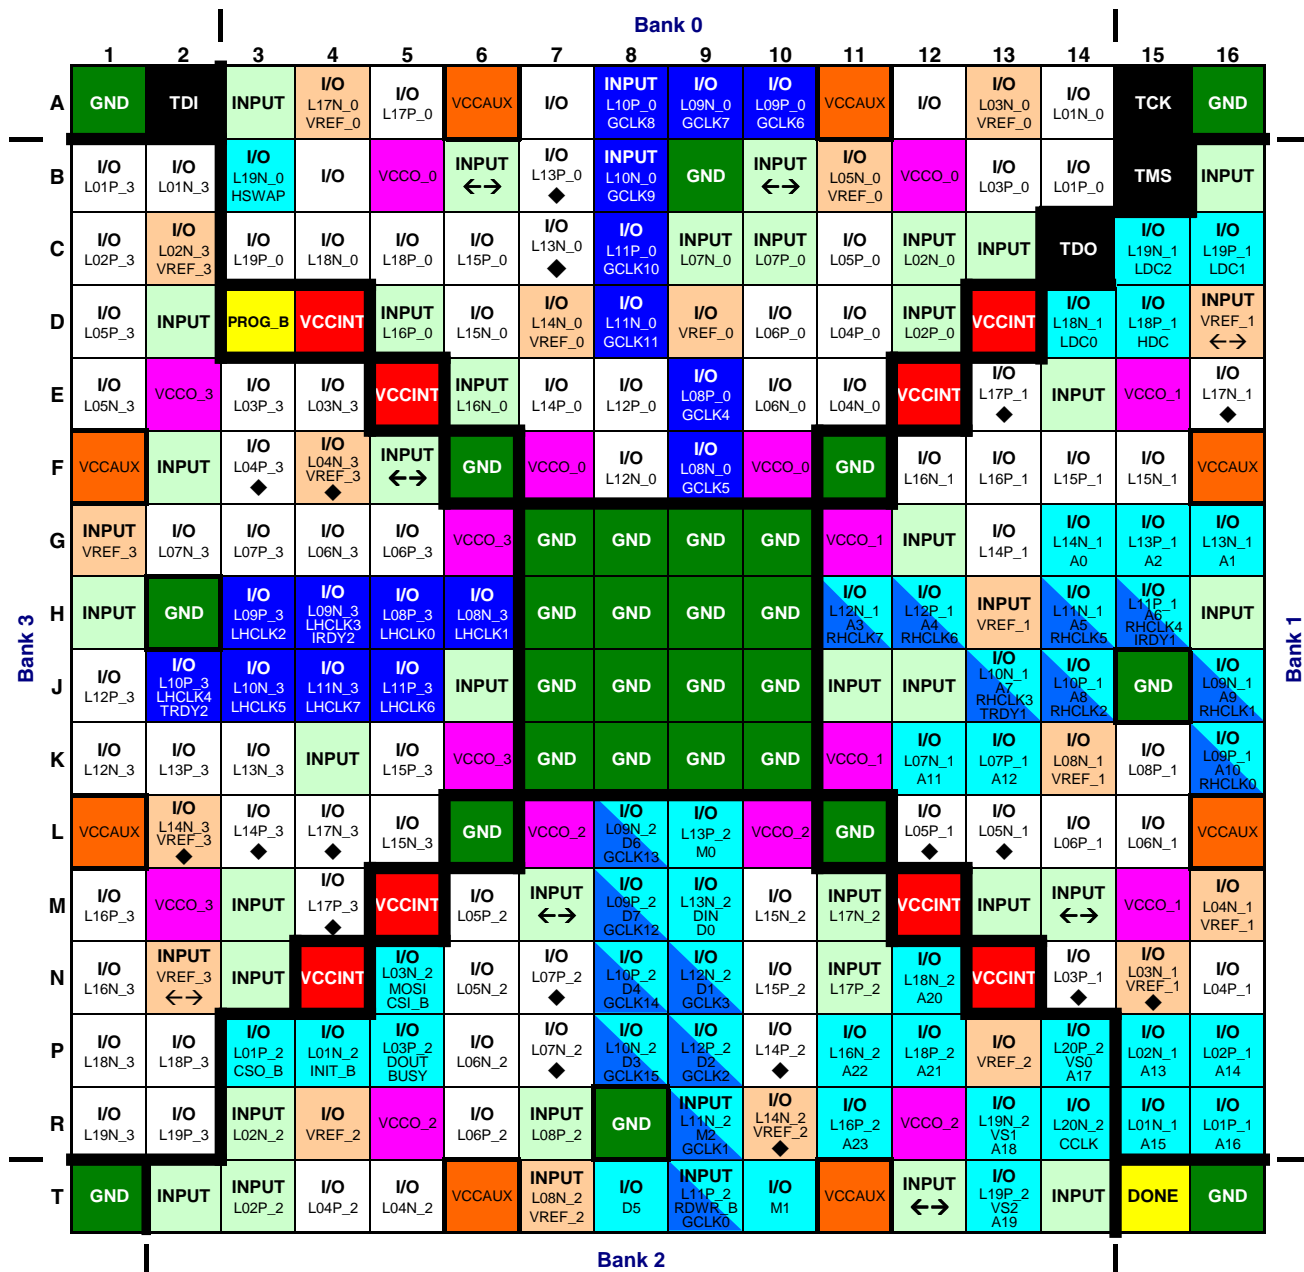 Bank 0
1 2 3 4 5 6 7 8 9 10 11 12 13 14 15 16
A
GND
TDI
INPUT
I/O
L17N_0
VREF_0
I/O
L17P_0
VCCAUX
I/O
INPUT
L10P_0
GCLK8
I/O
L09N_0
GCLK7
I/O
L09P_0
GCLK6
VCCAUX
I/O
I/O
L03N_0
VREF_0
I/O
L01N_0
TCK
GND
B
I/O
L01P_3
I/O
L01N_3
I/O
L19N_0
HSWAP
I/O
VCCO_0
INPUT
←→
I/O
L13P_0
◆
INPUT
L10N_0
GCLK9
GND
INPUT
←→
I/O
L05N_0
VREF_0
VCCO_0
I/O
L03P_0
I/O
L01P_0
TMS
INPUT
C
I/O
L02P_3
I/O
L02N_3
VREF_3
I/O
L19P_0
I/O
L18N_0
I/O
L18P_0
I/O
L15P_0
I/O
L13N_0
◆
I/O
L11P_0
GCLK10
INPUT
L07N_0
INPUT
L07P_0
I/O
L05P_0
INPUT
L02N_0
INPUT
TDO
I/O
L19N_1
LDC2
I/O
L19P_1
LDC1
D
I/O
L05P_3
INPUT
PROG_B
VCCINT
INPUT
L16P_0
I/O
L15N_0
I/O
L14N_0
VREF_0
I/O
L11N_0
GCLK11
I/O
VREF_0
I/O
L06P_0
I/O
L04P_0
INPUT
L02P_0
VCCINT
I/O
L18N_1
LDC0
I/O
L18P_1
HDC
INPUT
VREF_1
←→
E
I/O
L05N_3
VCCO_3
I/O
L03P_3
I/O
L03N_3
VCCINT
INPUT
L16N_0
I/O
L14P_0
I/O
L12P_0
I/O
L08P_0
GCLK4
I/O
L06N_0
I/O
L04N_0
VCCINT
I/O
L17P_1
◆
INPUT
VCCO_1
I/O
L17N_1
◆
F
VCCAUX
INPUT
I/O
L04P_3
◆
I/O
L04N_3
VREF_3
◆
INPUT
←→
GND
VCCO_0
I/O
L12N_0
I/O
L08N_0
GCLK5
VCCO_0
GND
I/O
L16N_1
I/O
L16P_1
I/O
L15P_1
I/O
L15N_1
VCCAUX
G
INPUT
VREF_3
I/O
L07N_3
I/O
L07P_3
I/O
L06N_3
I/O
L06P_3
VCCO_3
GND
GND
GND
GND
VCCO_1
INPUT
I/O
L14P_1
I/O
L14N_1
A0
I/O
L13P_1
A2
I/O
L13N_1
A1
Bank 3
H
INPUT
GND
I/O
L09P_3
LHCLK2
I/O
L09N_3
LHCLK3
IRDY2
I/O
L08P_3
LHCLK0
I/O
L08N_3
LHCLK1
GND
GND
GND
GND
I/O
L12N_1
A3
RHCLK7
I/O
L12P_1
A4
RHCLK6
INPUT
VREF_1
I/O
L11N_1
A5
RHCLK5
I/O
L11P_1
A6
RHCLK4
IRDY1
INPUT
Bank 1
J
I/O
L12P_3
I/O
L10P_3
LHCLK4
TRDY2
I/O
L10N_3
LHCLK5
I/O
L11N_3
LHCLK7
I/O
L11P_3
LHCLK6
INPUT
GND
GND
GND
GND
INPUT
INPUT
I/O
L10N_1
A7
RHCLK3
TRDY1
I/O
L10P_1
A8
RHCLK2
GND
I/O
L09N_1
A9
RHCLK1
K
I/O
L12N_3
I/O
L13P_3
I/O
L13N_3
INPUT
I/O
L15P_3
VCCO_3
GND
GND
GND
GND
VCCO_1
I/O
L07N_1
A11
I/O
L07P_1
A12
I/O
L08N_1
VREF_1
I/O
L08P_1
I/O
L09P_1
A10
RHCLK0
L
VCCAUX
I/O
L14N_3
VREF_3
◆
I/O
L14P_3
◆
I/O
L17N_3
◆
I/O
L15N_3
GND
VCCO_2
I/O
L09N_2
D6
GCLK13
I/O
L13P_2
M0
VCCO_2
GND
I/O
L05P_1
◆
I/O
L05N_1
◆
I/O
L06P_1
I/O
L06N_1
VCCAUX
M
I/O
L16P_3
VCCO_3
INPUT
I/O
L17P_3
◆
VCCINT
I/O
L05P_2
INPUT
←→
I/O
L09P_2
D7
GCLK12
I/O
L13N_2
DIN
D0
I/O
L15N_2
INPUT
L17N_2
VCCINT
INPUT
INPUT
←→
VCCO_1
I/O
L04N_1
VREF_1
N
I/O
L16N_3
INPUT
VREF_3
←→
INPUT
VCCINT
I/O
L03N_2
MOSI
CSI_B
I/O
L05N_2
I/O
L07P_2
◆
I/O
L10P_2
D4
GCLK14
I/O
L12N_2
D1
GCLK3
I/O
L15P_2
INPUT
L17P_2
I/O
L18N_2
A20
VCCINT
I/O
L03P_1
◆
I/O
L03N_1
VREF_1
◆
I/O
L04P_1
P
I/O
L18N_3
I/O
L18P_3
I/O
L01P_2
CSO_B
I/O
L01N_2
INIT_B
I/O
L03P_2
DOUT
BUSY
I/O
L06N_2
I/O
L07N_2
◆
I/O
L10N_2
D3
GCLK15
I/O
L12P_2
D2
GCLK2
I/O
L14P_2
◆
I/O
L16N_2
A22
I/O
L18P_2
A21
I/O
VREF_2
I/O
L20P_2
VS0
A17
I/O
L02N_1
A13
I/O
L02P_1
A14
R
I/O
L19N_3
I/O
L19P_3
INPUT
L02N_2
I/O
VREF_2
VCCO_2
I/O
L06P_2
INPUT
L08P_2
GND
INPUT
L11N_2
M2
GCLK1
I/O
L14N_2
VREF_2
◆
I/O
L16P_2
A23
VCCO_2
I/O
L19N_2
VS1
A18
I/O
L20N_2
CCLK
I/O
L01N_1
A15
I/O
L01P_1
A16
T
GND
INPUT
INPUT
L02P_2
I/O
L04P_2
I/O
L04N_2
VCCAUX
INPUT
L08N_2
VREF_2
I/O
D5
INPUT
L11P_2
RDWR_B
GCLK0
I/O
M1
VCCAUX
INPUT
←→
I/O
L19P_2
VS2
A19
INPUT
DONE
GND
Bank 2